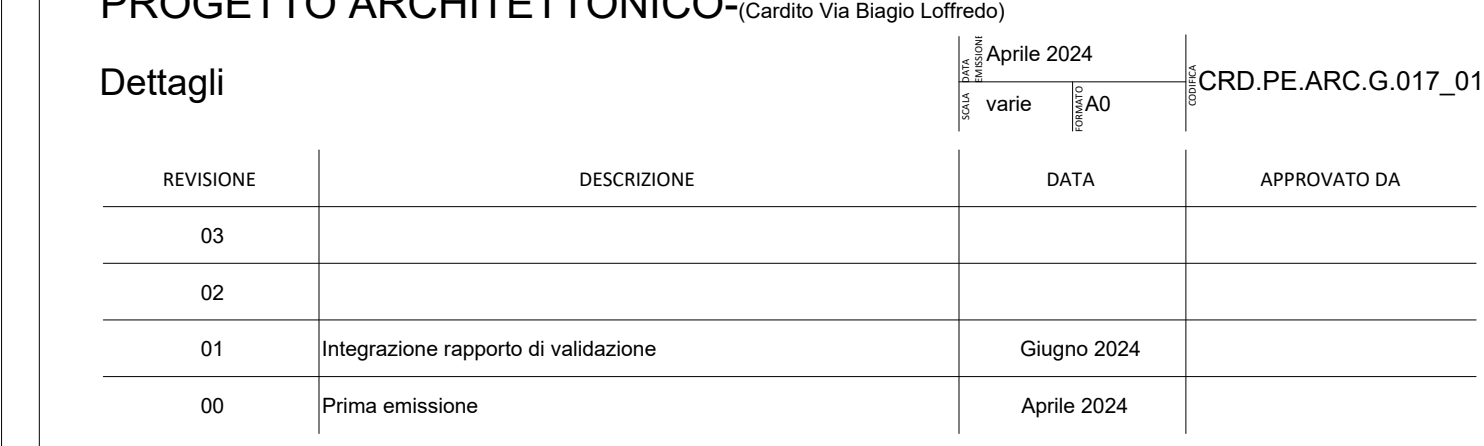 PROGETTO ARCHITETTONICO-(Cardito Via Biagio Loffredo)
Dettagli
DATA EMISSIONE Aprile 2024
SCALA varie FORMATO A0
CODIFICA CRD.PE.ARC.G.017_01
REVISIONE DESCRIZIONE DATA APPROVATO DA
03
02
01 Integrazione rapporto di validazione Giugno 2024
00 Prima emissione Aprile 2024